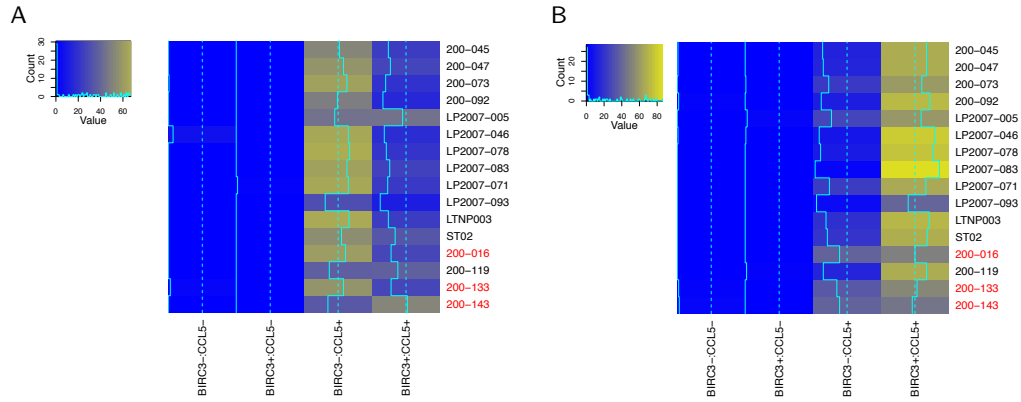 A
Count
0 10 20 30
0 20 40 60
Value
200−045
200−047
200−073
200−092
LP2007−005
LP2007−046
LP2007−078
LP2007−083
LP2007−071
LP2007−093
LTNP003
ST02
200−016
200−119
200−133
200−143
BIRC3−:CCL5−
BIRC3+:CCL5−
BIRC3−:CCL5+
BIRC3+:CCL5+
B
Count
0 10 20
0 20 40 60 80
Value
200−045
200−047
200−073
200−092
LP2007−005
LP2007−046
LP2007−078
LP2007−083
LP2007−071
LP2007−093
LTNP003
ST02
200−016
200−119
200−133
200−143
BIRC3−:CCL5−
BIRC3+:CCL5−
BIRC3−:CCL5+
BIRC3+:CCL5+